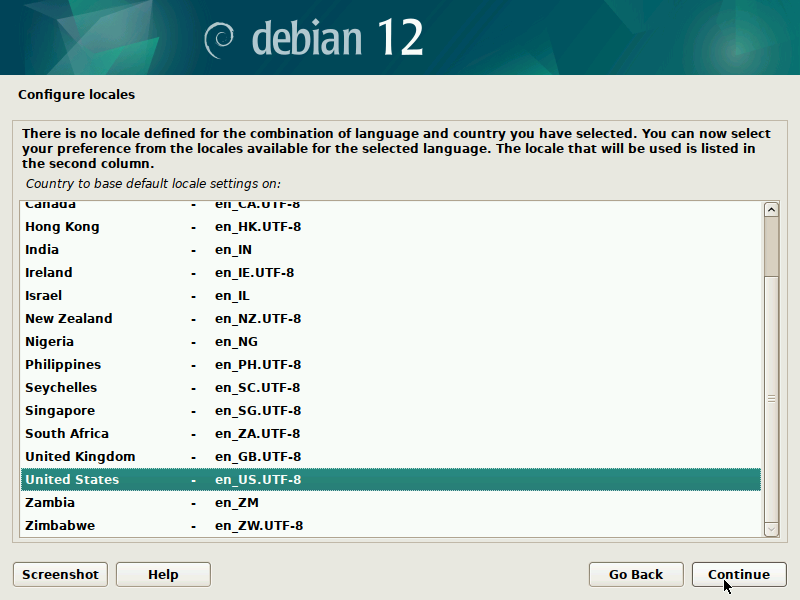 debian 12
Configure locales
There is no locale defined for the combination of language and country you have selected. You can now select
your preference from the locales available for the selected language. The locale that will be used is listed in
the second column.
Country to base default locale settings on:
Canada - en_CA.UTF-8
Hong Kong - en_HK.UTF-8
India - en_IN
Ireland - en_IE.UTF-8
Israel - en_IL
New Zealand - en_NZ.UTF-8
Nigeria - en_NG
Philippines - en_PH.UTF-8
Seychelles - en_SC.UTF-8
Singapore - en_SG.UTF-8
South Africa - en_ZA.UTF-8
United Kingdom - en_GB.UTF-8
United States - en_US.UTF-8
Zambia - en_ZM
Zimbabwe - en_ZW.UTF-8
Screenshot Help Go Back Continue